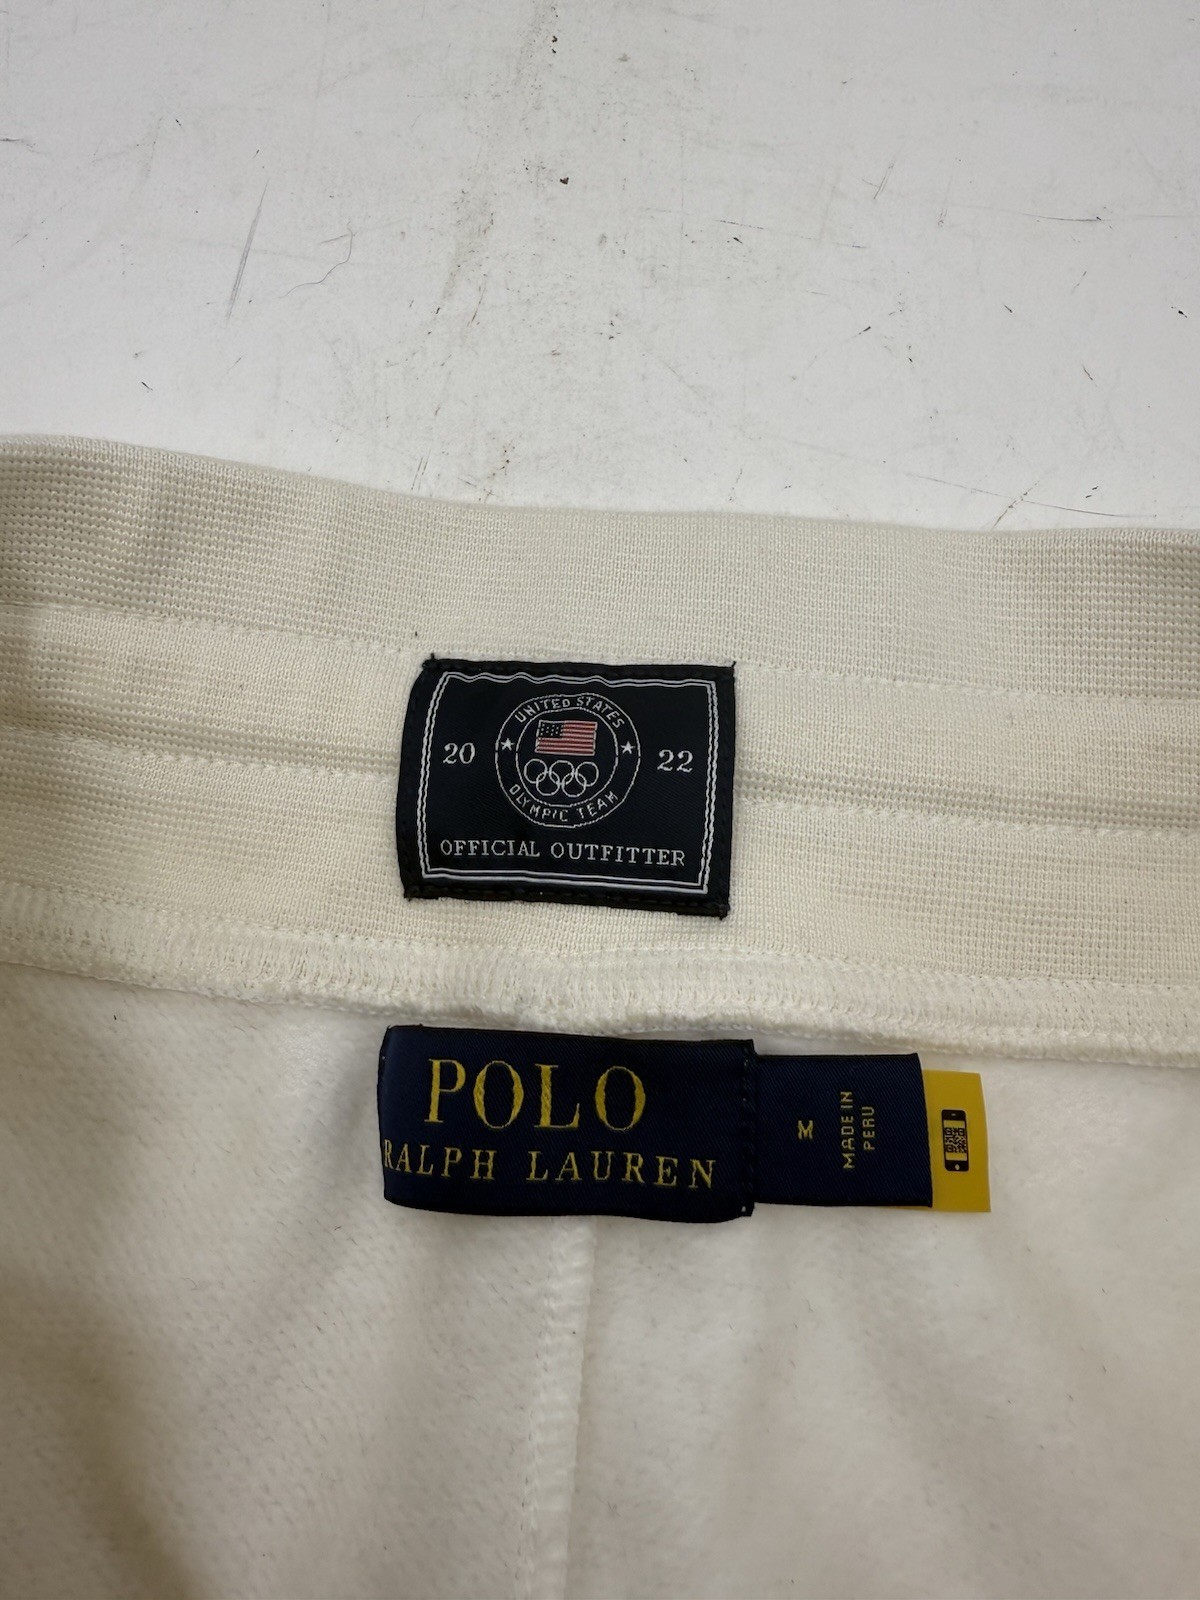 UNITED STATES
20 22
OLYMPIC TEAM
OFFICIAL OUTFITTER
POLO
RALPH LAUREN
M
MADE IN
PERU